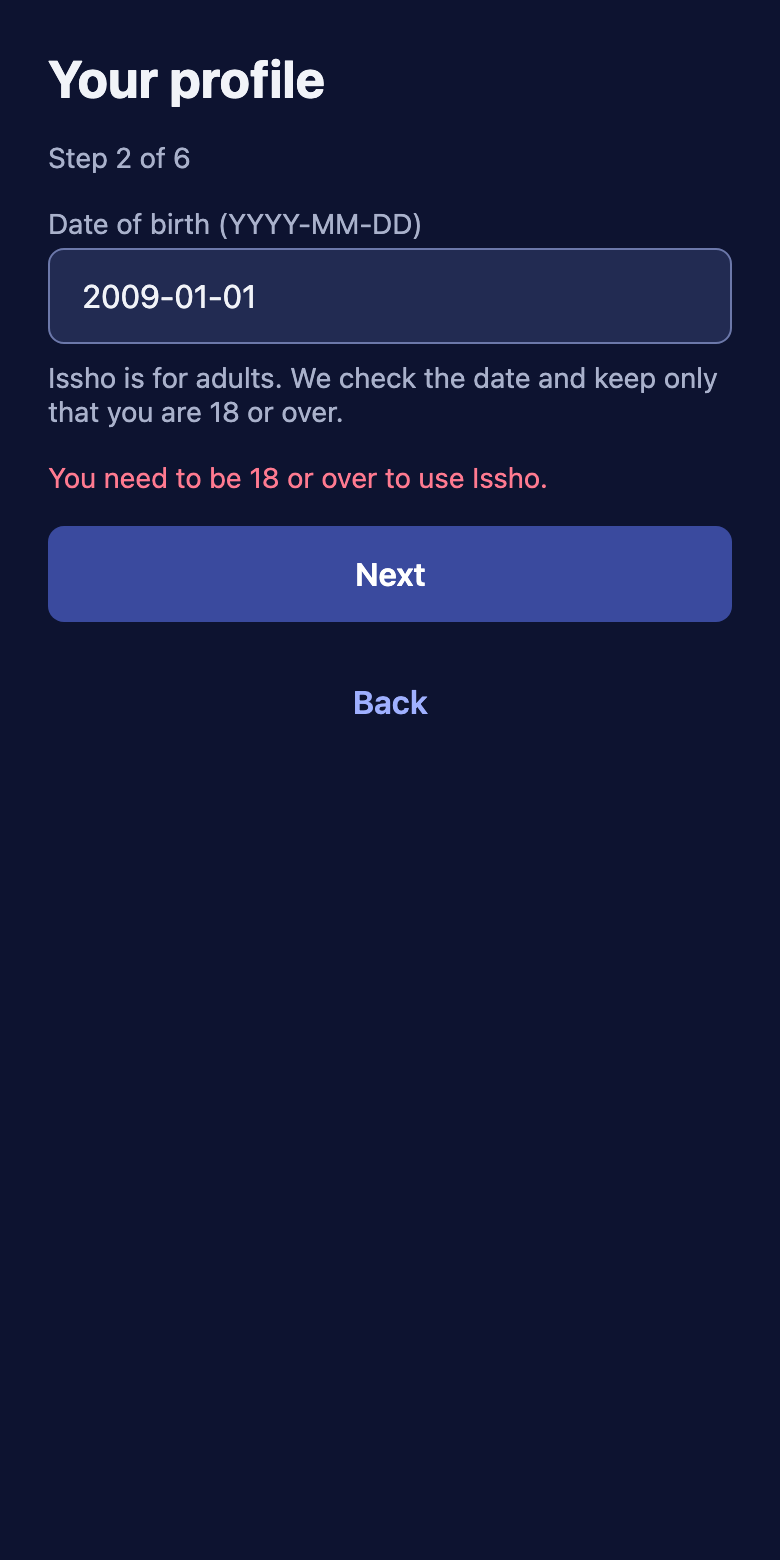 Your profile
Step 2 of 6
Date of birth (YYYY-MM-DD)
2009-01-01
Issho is for adults. We check the date and keep only
that you are 18 or over.
You need to be 18 or over to use Issho.
Next
Back